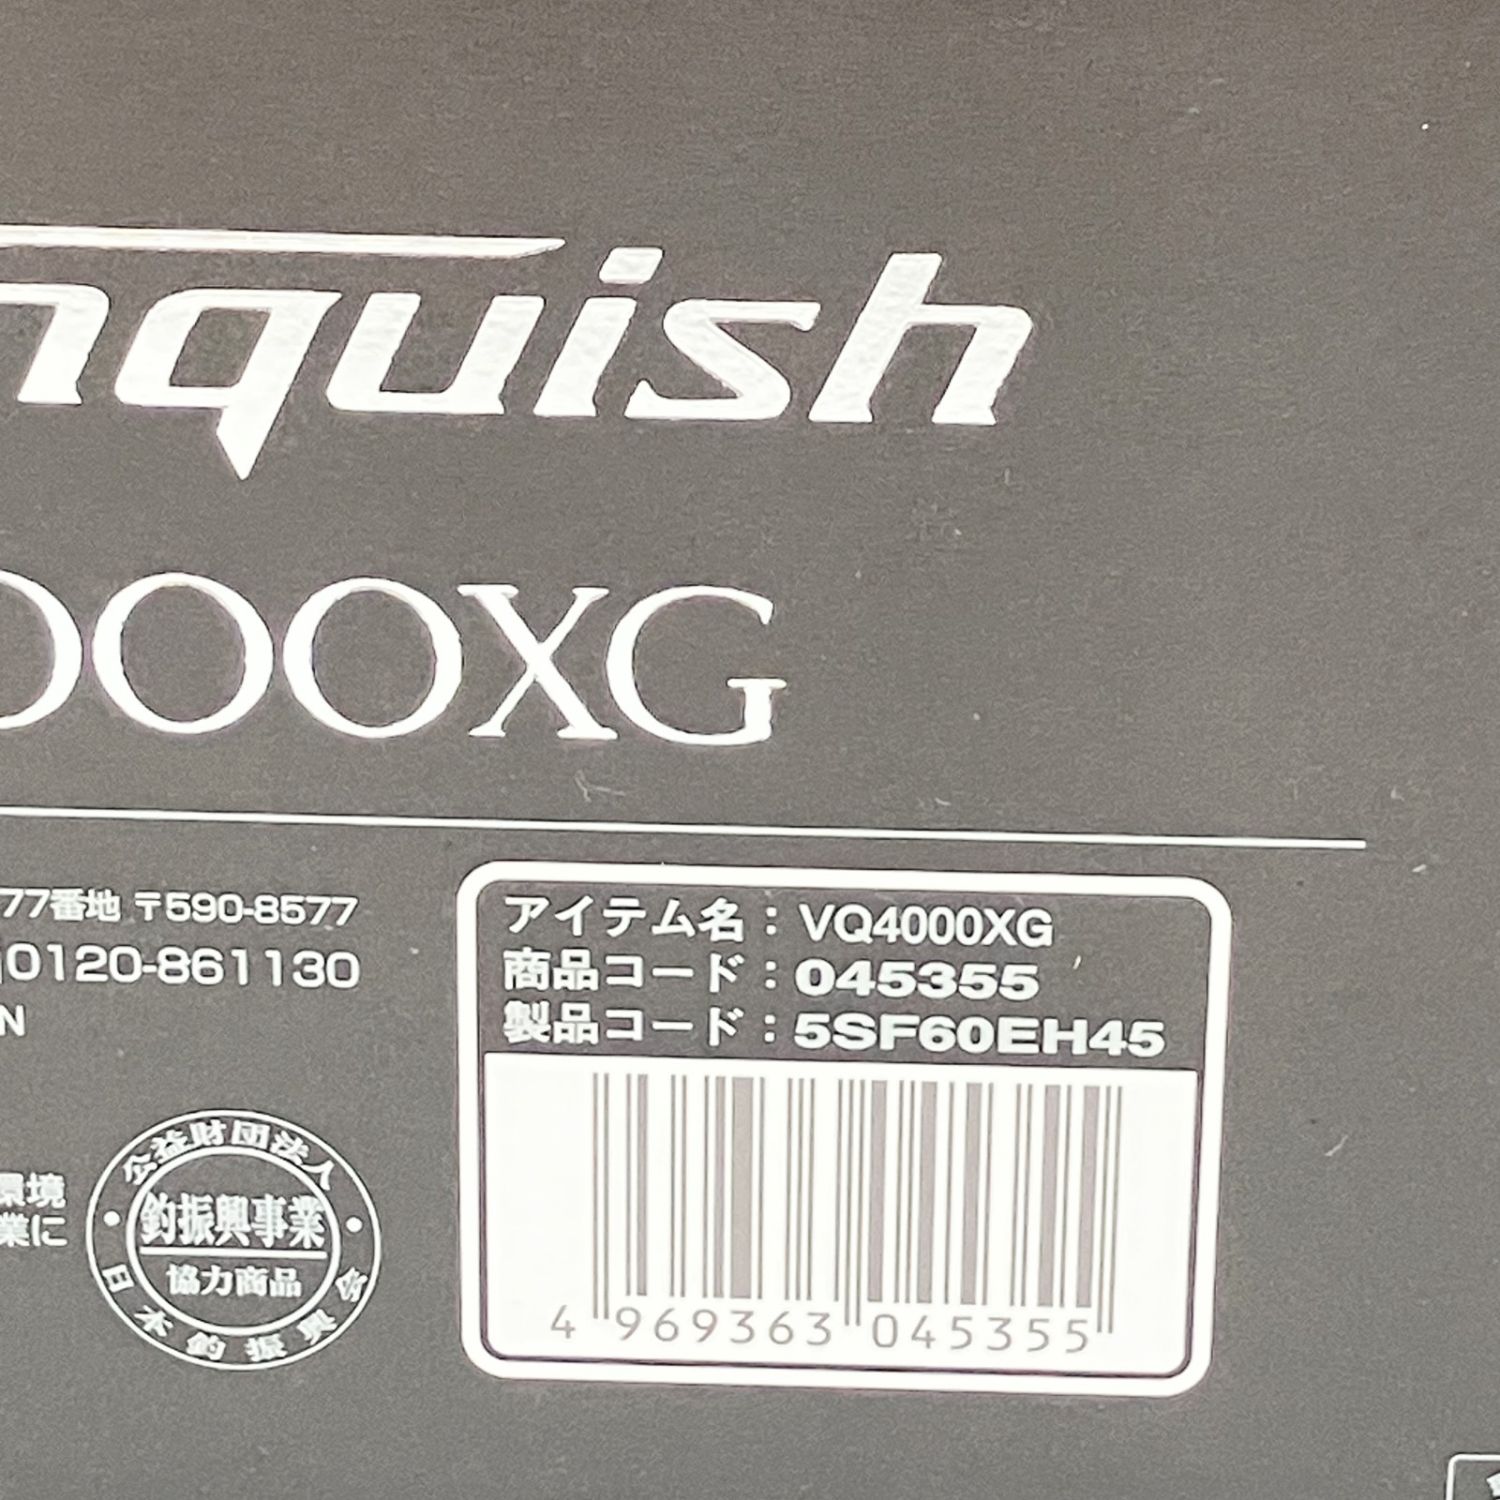 nquish
000XG
77番地 〒590-8577
0120-861130
N
アイテム名：VQ4000XG
商品コード：045355
製品コード：5SF60EH45
4 969363 045355
環境
業に
公益財団法人
釣振興事業
協力商品
日本釣振興会